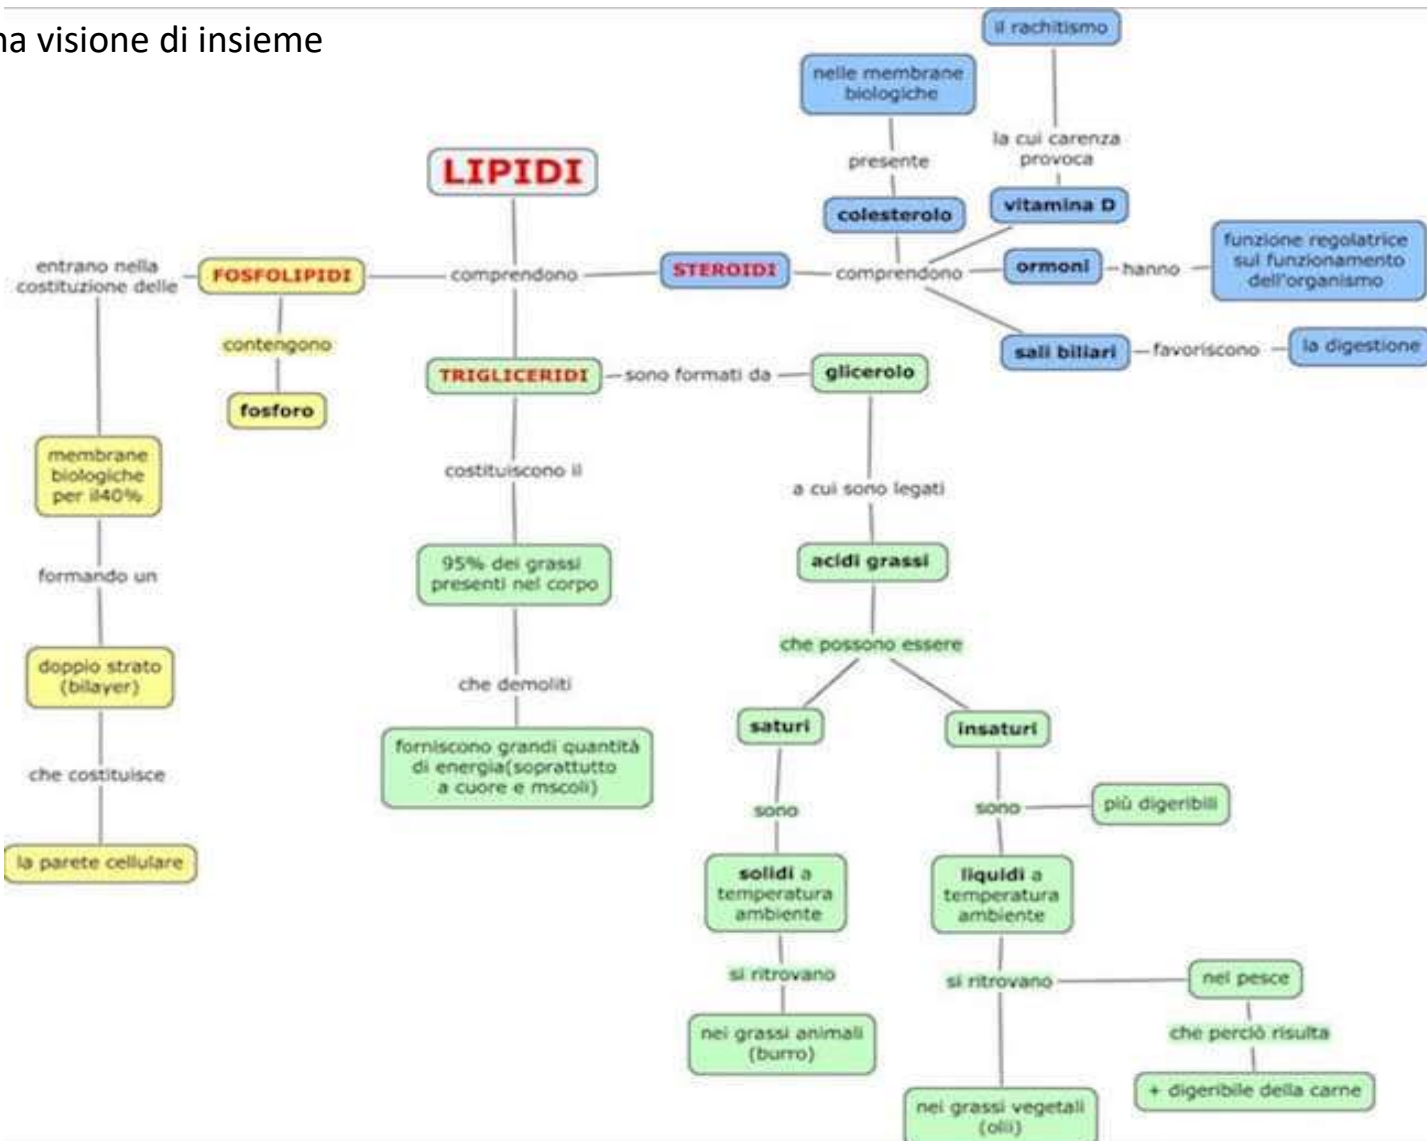 na visione di insieme
il rachitismo
nelle membrane
biologiche
la cui carenza
provoca
presente
LIPIDI
colesterolo
vitamina D
entrano nella
costituzione delle
FOSFOLIPIDI
comprendono
STEROIDI
comprendono
ormoni
hanno
funzione regolatrice
sul funzionamento
dell'organismo
contengono
sali biliari
favoriscono
la digestione
fosforo
TRIGLICERIDI
sono formati da
glicerolo
membrane
biologiche
per il40%
costituiscono il
a cui sono legati
formando un
95% dei grassi
presenti nel corpo
acidi grassi
doppio strato
(bilayer)
che demoliti
che possono essere
saturi
insaturi
che costituisce
forniscono grandi quantità
di energia(soprattutto
a cuore e mscoli)
sono
sono
più digeribili
la parete cellulare
solidi a
temperatura
ambiente
liquidi a
temperatura
ambiente
si ritrovano
si ritrovano
nel pesce
nei grassi animali
(burro)
che perciò risulta
+ digeribile della carne
nei grassi vegetali
(olii)